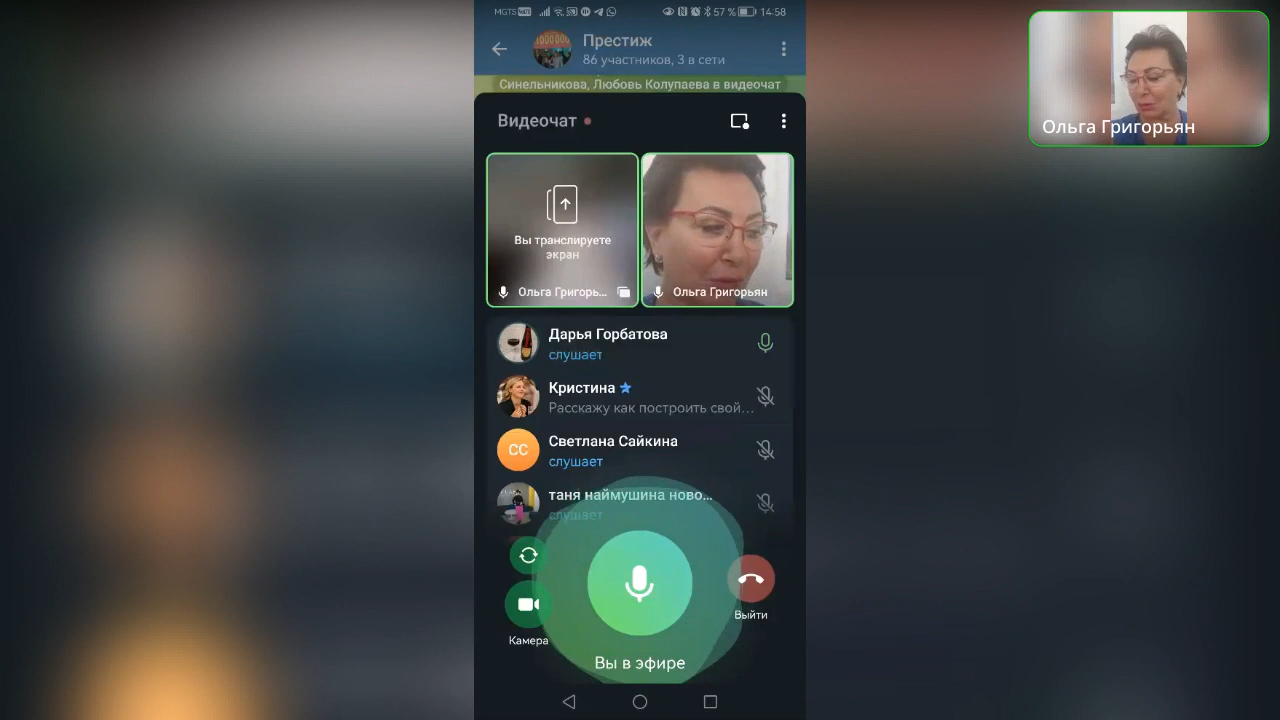 MGTS
57 %
14:58
1000000
Престиж
86 участников, 3 в сети
Синельникова, Любовь Колупаева в видеочат
Видеочат
Вы транслируете
экран
Ольга Григорь...
Ольга Григорьян
Дарья Горбатова
слушает
Кристина
Расскажу как построить свой...
СС
Светлана Сайкина
слушает
таня наймушина ново...
слушает
Камера
Выйти
Вы в эфире
Ольга Григорьян